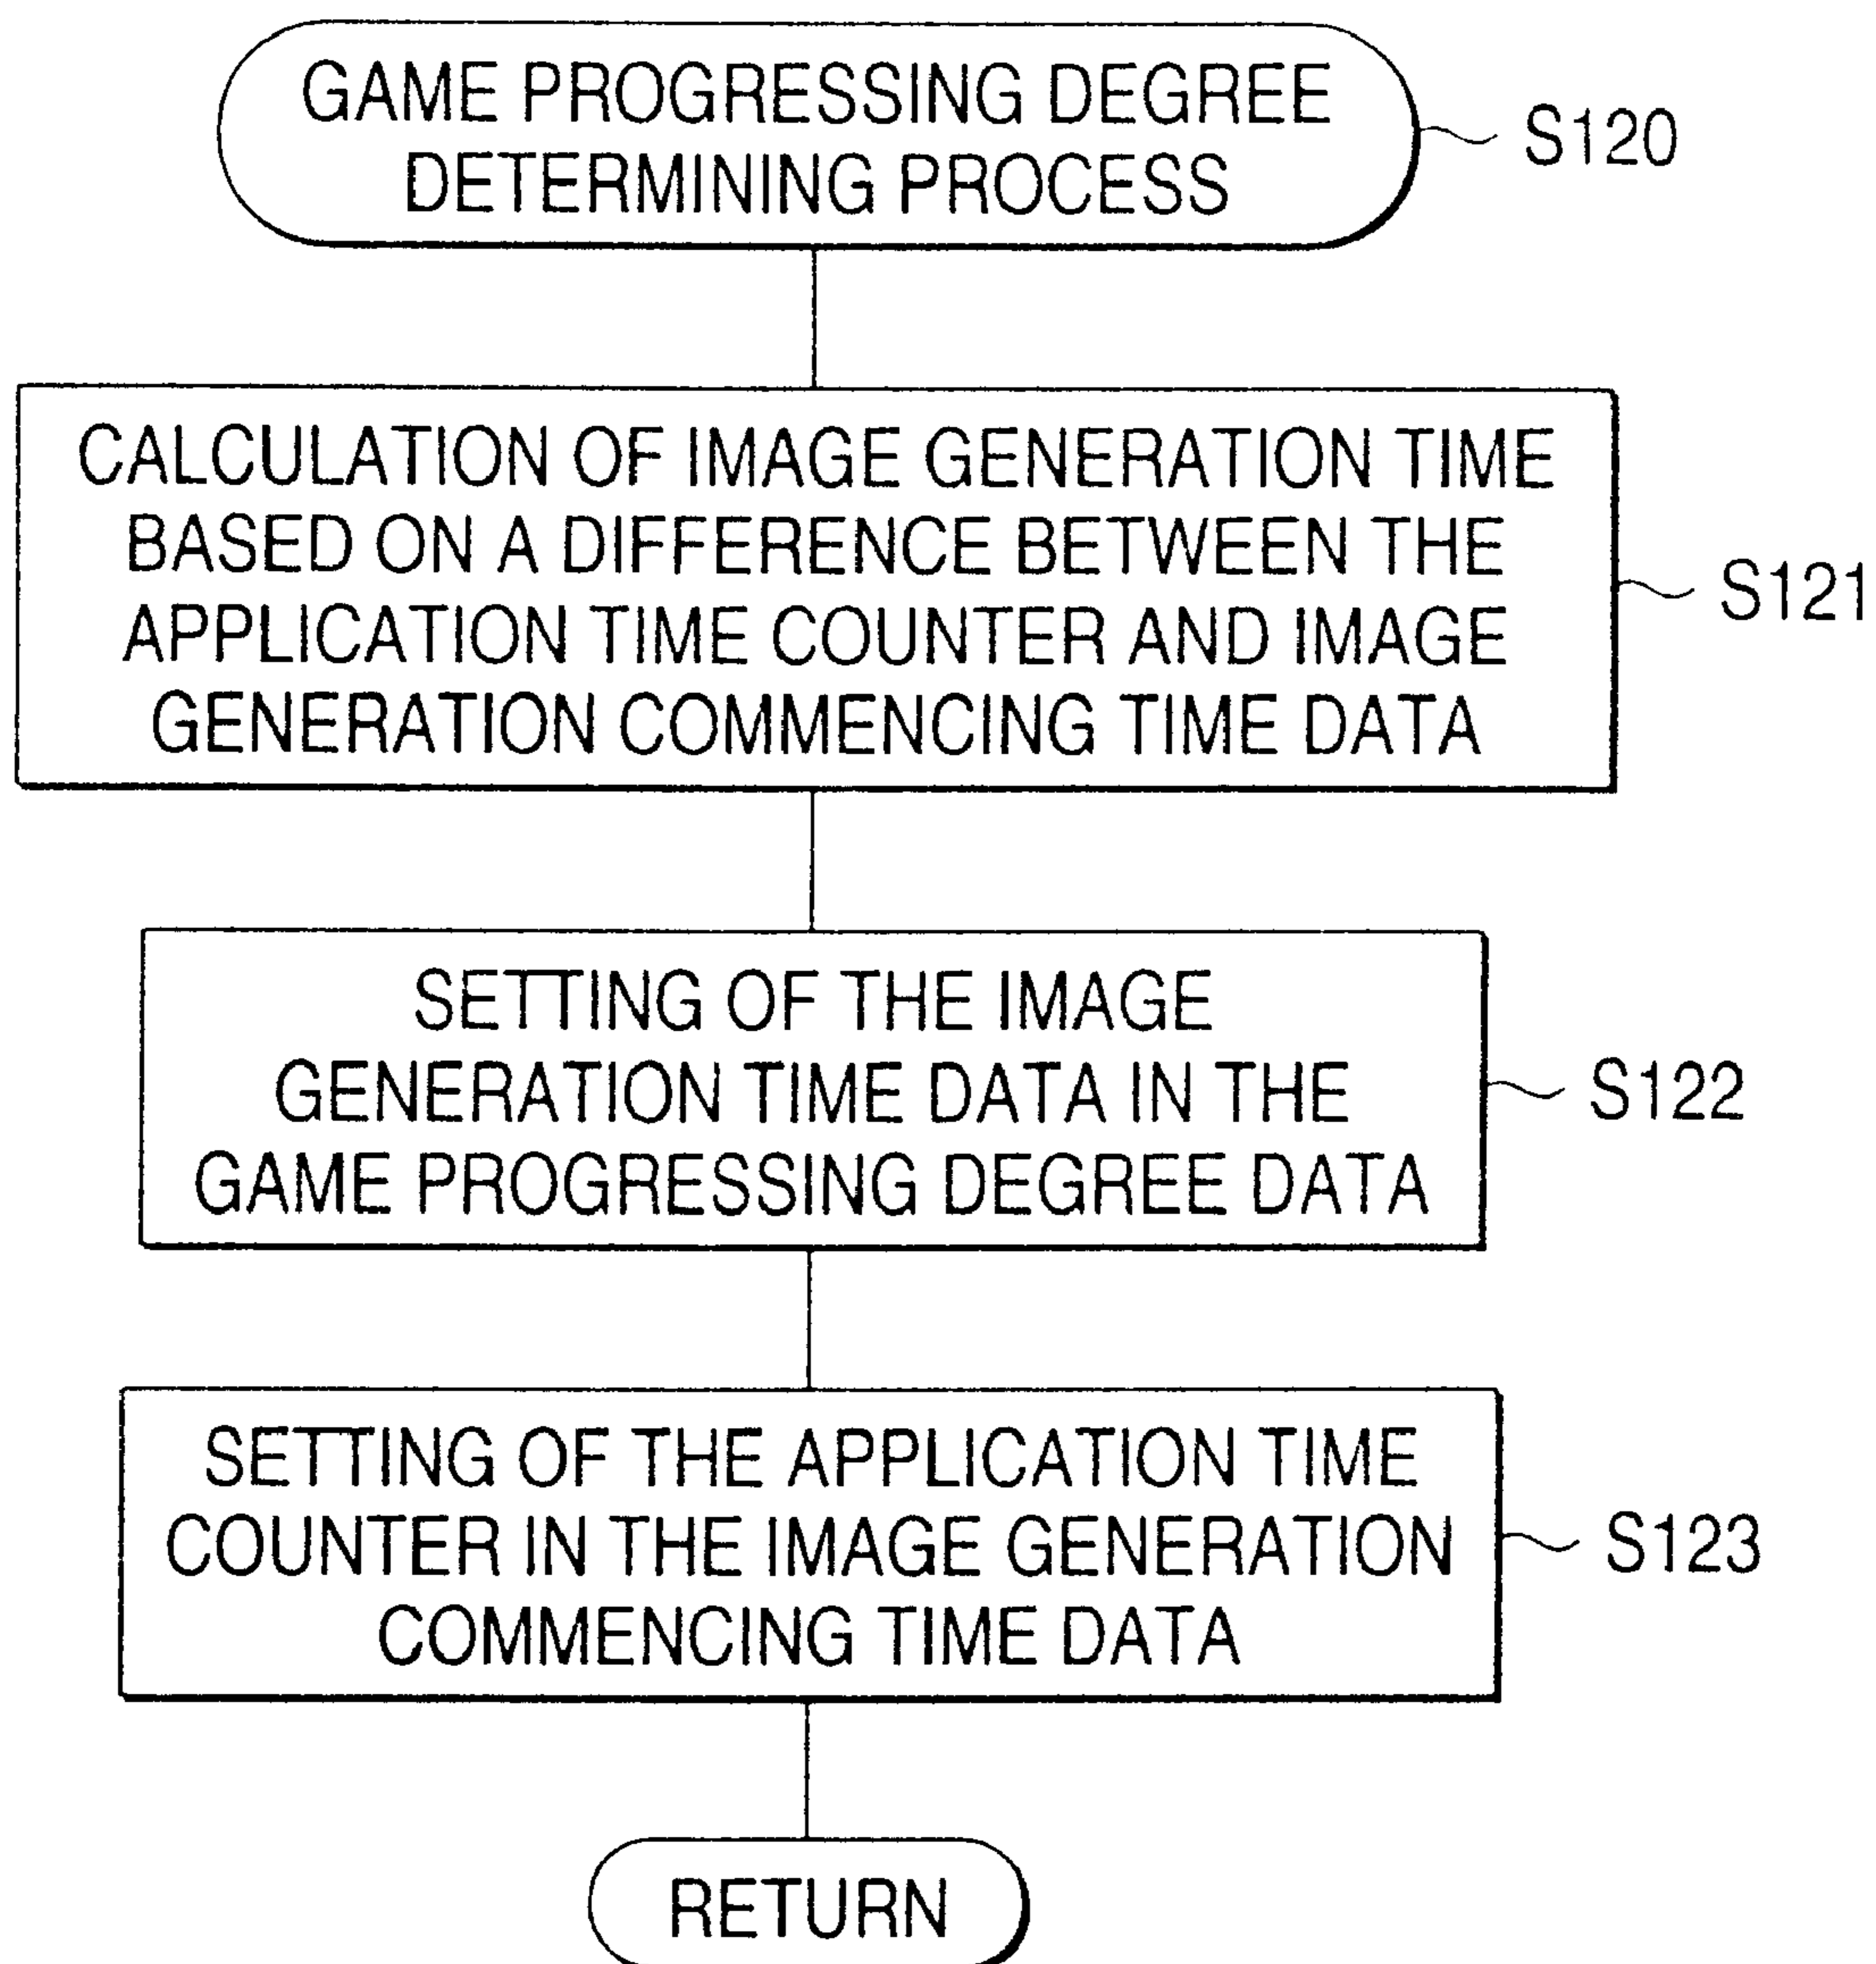 GAME PROGRESSING DEGREE
DETERMINING PROCESS
S120
CALCULATION OF IMAGE GENERATION TIME
BASED ON A DIFFERENCE BETWEEN THE
APPLICATION TIME COUNTER AND IMAGE
GENERATION COMMENCING TIME DATA
S121
SETTING OF THE IMAGE
GENERATION TIME DATA IN THE
GAME PROGRESSING DEGREE DATA
S122
SETTING OF THE APPLICATION TIME
COUNTER IN THE IMAGE GENERATION
COMMENCING TIME DATA
S123
RETURN